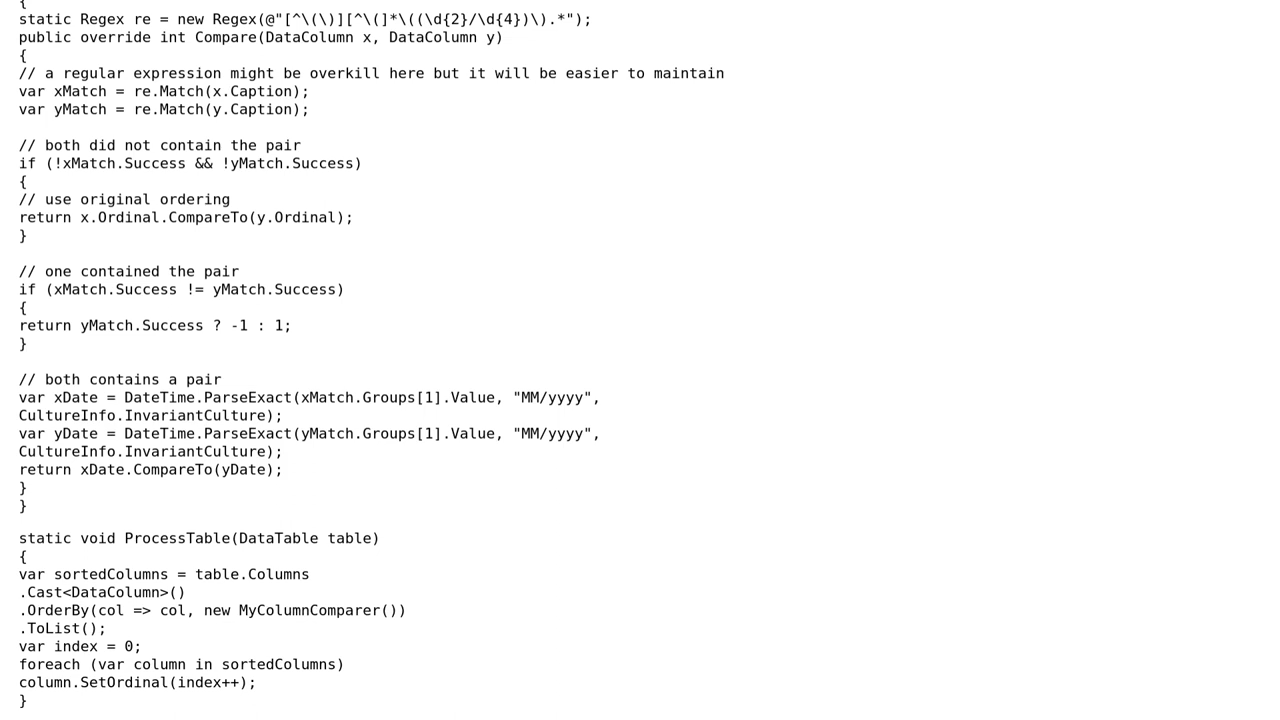 {
static Regex re = new Regex(@"[^\(\)][^\(]*\((\d{2}/\d{4})\).*");
public override int Compare(DataColumn x, DataColumn y)
{
// a regular expression might be overkill here but it will be easier to maintain
var xMatch = re.Match(x.Caption);
var yMatch = re.Match(y.Caption);

// both did not contain the pair
if (!xMatch.Success && !yMatch.Success)
{
// use original ordering
return x.Ordinal.CompareTo(y.Ordinal);
}

// one contained the pair
if (xMatch.Success != yMatch.Success)
{
return yMatch.Success ? -1 : 1;
}

// both contains a pair
var xDate = DateTime.ParseExact(xMatch.Groups[1].Value, "MM/yyyy",
CultureInfo.InvariantCulture);
var yDate = DateTime.ParseExact(yMatch.Groups[1].Value, "MM/yyyy",
CultureInfo.InvariantCulture);
return xDate.CompareTo(yDate);
}
}

static void ProcessTable(DataTable table)
{
var sortedColumns = table.Columns
.Cast<DataColumn>()
.OrderBy(col => col, new MyColumnComparer())
.ToList();
var index = 0;
foreach (var column in sortedColumns)
column.SetOrdinal(index++);
}